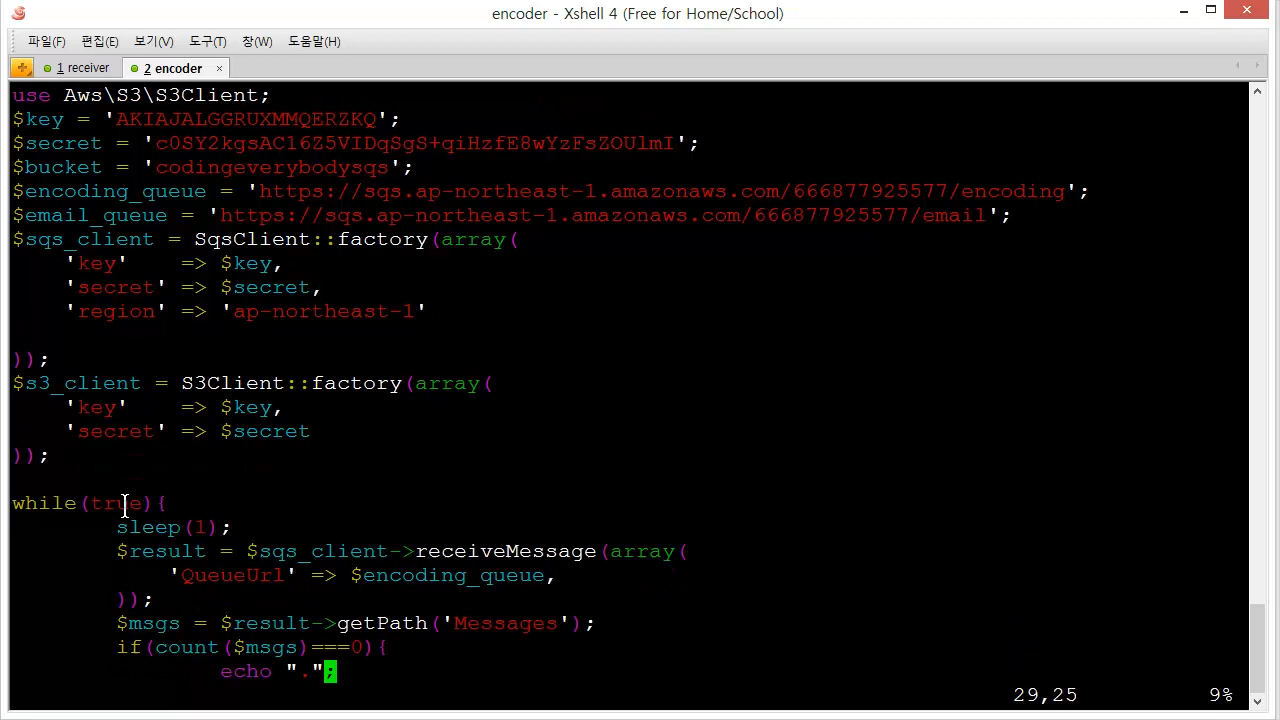 encoder - Xshell 4 (Free for Home/School)
파일(F) 편집(E) 보기(V) 도구(T) 창(W) 도움말(H)
1 receiver 2 encoder ×
use Aws\S3\S3Client;
$key = 'AKIAJALGGRUXMMQERZKQ';
$secret = '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';
$bucket = 'codingeverybodysqs';
$encoding_queue = 'https://sqs.ap-northeast-1.amazonaws.com/666877925577/encoding';
$email_queue = 'https://sqs.ap-northeast-1.amazonaws.com/666877925577/email';
$sqs_client = SqsClient::factory(array(
    'key'    => $key,
    'secret' => $secret,
    'region' => 'ap-northeast-1'
));
$s3_client = S3Client::factory(array(
    'key'    => $key,
    'secret' => $secret
));
while(true){
        sleep(1);
        $result = $sqs_client->receiveMessage(array(
            'QueueUrl' => $encoding_queue,
        ));
        $msgs = $result->getPath('Messages');
        if(count($msgs)===0){
                echo ".";
29,25 9%